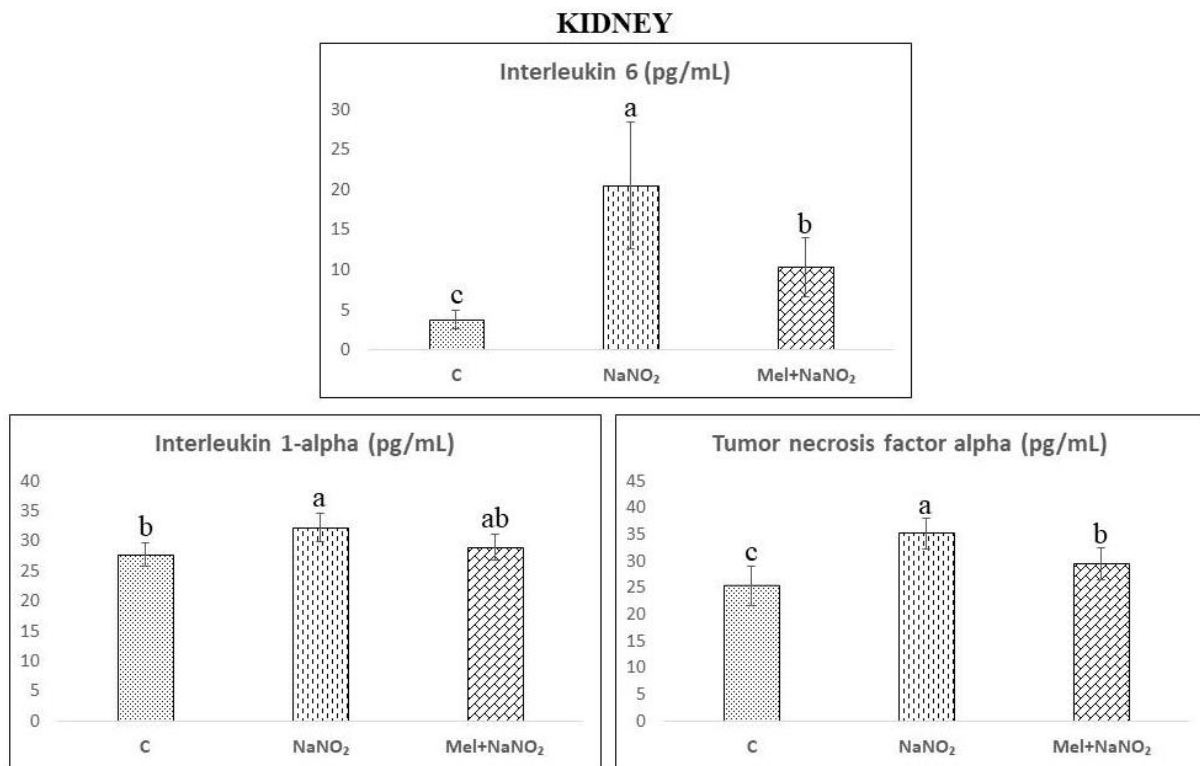 KIDNEY
Interleukin 6 (pg/mL)
30
25
20
15
10
5
0
c
a
b
C
NaNO₂
Mel+NaNO₂
Interleukin 1-alpha (pg/mL)
40
35
30
25
20
15
10
5
0
b
a
ab
C
NaNO₂
Mel+NaNO₂
Tumor necrosis factor alpha (pg/mL)
45
40
35
30
25
20
15
10
5
0
c
a
b
C
NaNO₂
Mel+NaNO₂